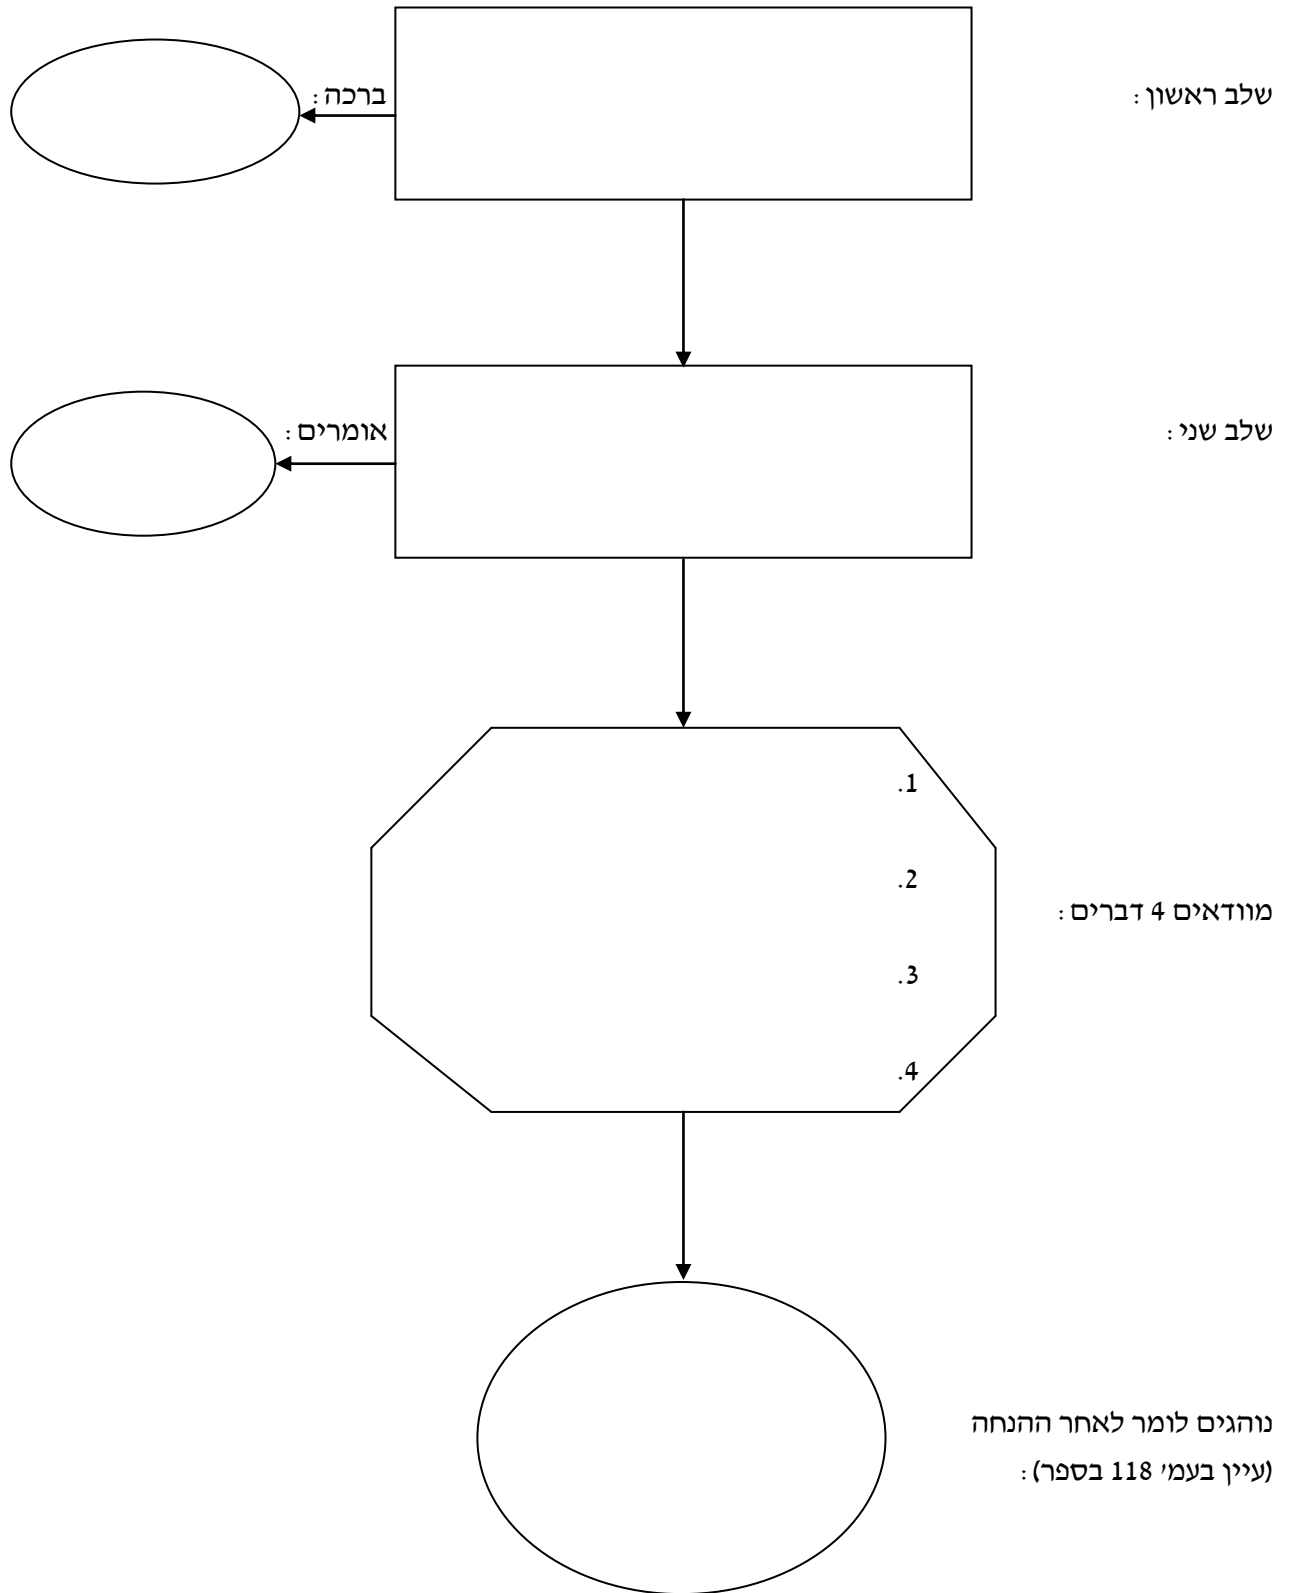 שלב ראשון:
ברכה:
שלב שני:
אומרים:
מוודאים 4 דברים:
1.
2.
3.
4.
נוהגים לומר לאחר ההנחה
(עיין בעמ' 118 בספר):